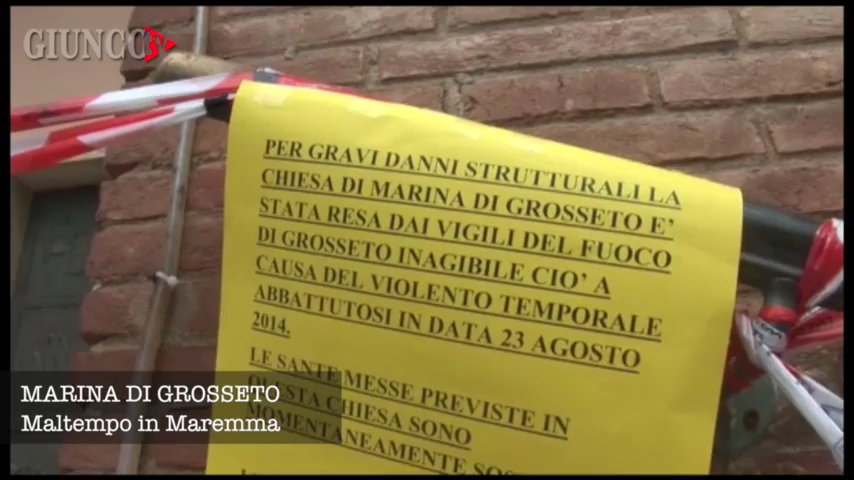 GIUNCO
PER GRAVI DANNI STRUTTURALI LA
CHIESA DI MARINA DI GROSSETO E'
STATA RESA DAI VIGILI DEL FUOCO
DI GROSSETO INAGIBILE CIO' A
CAUSA DEL VIOLENTO TEMPORALE
ABBATTUTOSI IN DATA 23 AGOSTO
2014.
LE SANTE MESSE PREVISTE IN
QUESTA CHIESA SONO
MOMENTANEAMENTE
MARINA DI GROSSETO
Maltempo in Maremma